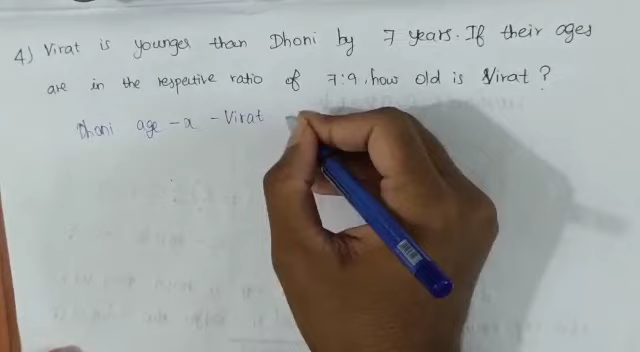 4) Virat is younger than Dhoni by 7 years. If their ages
are in the respective ratio of 7:9, how old is Virat?
Dhoni age - x - Virat